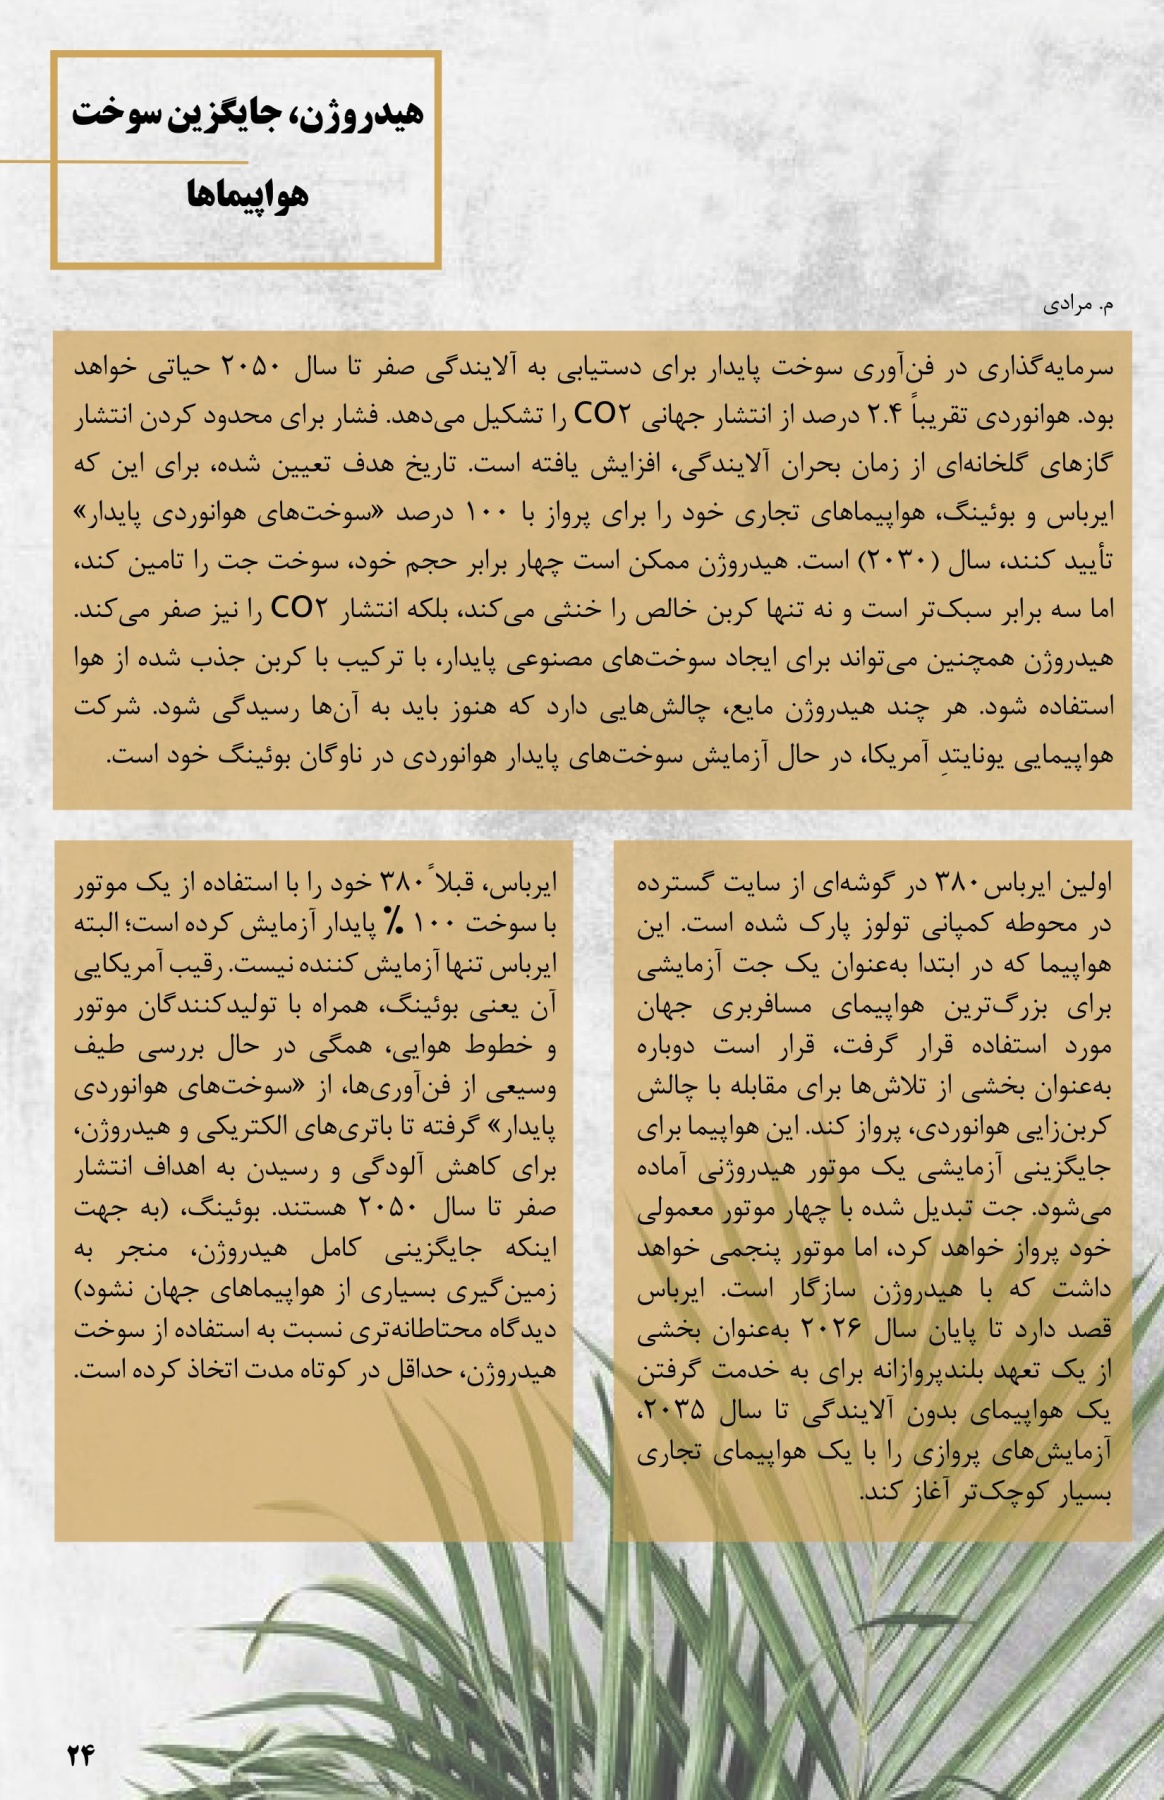 هیدروژن، جایگزین سوخت
هواپیماها
م. مرادی
سرمایه‌گذاری در فن‌آوری سوخت پایدار برای دستیابی به آلایندگی صفر تا سال ۲۰۵۰ حیاتی خواهد
بود. هوانوردی تقریباً ۲.۴ درصد از انتشار جهانی CO۲ را تشکیل می‌دهد. فشار برای محدود کردن انتشار
گازهای گلخانه‌ای از زمان بحران آلایندگی، افزایش یافته است. تاریخ هدف تعیین شده، برای این که
ایرباس و بوئینگ، هواپیماهای تجاری خود را برای پرواز با ۱۰۰ درصد «سوخت‌های هوانوردی پایدار»
تأیید کنند، سال (۲۰۳۰) است. هیدروژن ممکن است چهار برابر حجم خود، سوخت جت را تامین کند،
اما سه برابر سبک‌تر است و نه تنها کربن خالص را خنثی می‌کند، بلکه انتشار CO۲ را نیز صفر می‌کند.
هیدروژن همچنین می‌تواند برای ایجاد سوخت‌های مصنوعی پایدار، با ترکیب با کربن جذب شده از هوا
استفاده شود. هر چند هیدروژن مایع، چالش‌هایی دارد که هنوز باید به آن‌ها رسیدگی شود. شرکت
هواپیمایی یونایتدِ آمریکا، در حال آزمایش سوخت‌های پایدار هوانوردی در ناوگان بوئینگ خود است.
اولین ایرباس۳۸۰ در گوشه‌ای از سایت گسترده
در محوطه کمپانی تولوز پارک شده است. این
هواپیما که در ابتدا به‌عنوان یک جت آزمایشی
برای بزرگ‌ترین هواپیمای مسافربری جهان
مورد استفاده قرار گرفت، قرار است دوباره
به‌عنوان بخشی از تلاش‌ها برای مقابله با چالش
کربن‌زایی هوانوردی، پرواز کند. این هواپیما برای
جایگزینی آزمایشی یک موتور هیدروژنی آماده
می‌شود. جت تبدیل شده با چهار موتور معمولی
خود پرواز خواهد کرد، اما موتور پنجمی خواهد
داشت که با هیدروژن سازگار است. ایرباس
قصد دارد تا پایان سال ۲۰۲۶ به‌عنوان بخشی
از یک تعهد بلندپروازانه برای به خدمت گرفتن
یک هواپیمای بدون آلایندگی تا سال ۲۰۳۵،
آزمایش‌های پروازی را با یک هواپیمای تجاری
بسیار کوچک‌تر آغاز کند.
ایرباس، قبلاً ۳۸۰ خود را با استفاده از یک موتور
با سوخت ۱۰۰ % پایدار آزمایش کرده است؛ البته
ایرباس تنها آزمایش کننده نیست. رقیب آمریکایی
آن یعنی بوئینگ، همراه با تولیدکنندگان موتور
و خطوط هوایی، همگی در حال بررسی طیف
وسیعی از فن‌آوری‌ها، از «سوخت‌های هوانوردی
پایدار» گرفته تا باتری‌های الکتریکی و هیدروژن،
برای کاهش آلودگی و رسیدن به اهداف انتشار
صفر تا سال ۲۰۵۰ هستند. بوئینگ، (به جهت
اینکه جایگزینی کامل هیدروژن، منجر به
زمین‌گیری بسیاری از هواپیماهای جهان نشود)
دیدگاه محتاطانه‌تری نسبت به استفاده از سوخت
هیدروژن، حداقل در کوتاه مدت اتخاذ کرده است.
۲۴